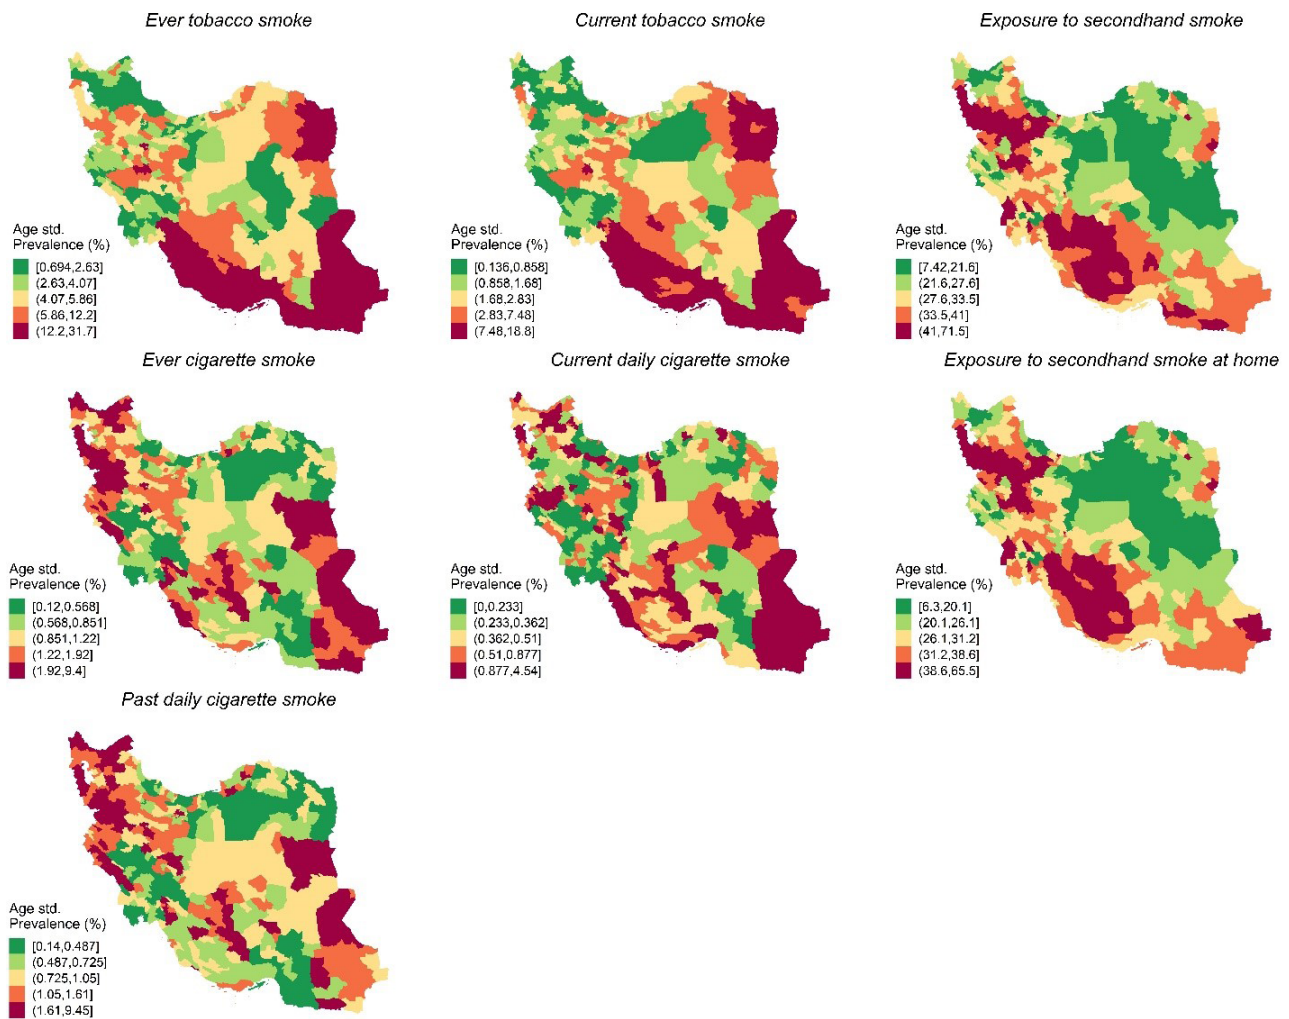 Ever tobacco smoke
Current tobacco smoke
Exposure to secondhand smoke
Age std.
Prevalence (%)
[0.694,2.63]
(2.63,4.07]
(4.07,5.86]
(5.86,12.2]
(12.2,31.7]
Age std.
Prevalence (%)
[0.136,0.858]
(0.858,1.68]
(1.68,2.83]
(2.83,7.48]
(7.48,18.8]
Age std.
Prevalence (%)
[7.42,21.6]
(21.6,27.6]
(27.6,33.5]
(33.5,41]
(41,71.5]
Ever cigarette smoke
Current daily cigarette smoke
Exposure to secondhand smoke at home
Age std.
Prevalence (%)
[0.12,0.568]
(0.568,0.851]
(0.851,1.22]
(1.22,1.92]
(1.92,9.4]
Age std.
Prevalence (%)
[0,0.233]
(0.233,0.362]
(0.362,0.51]
(0.51,0.877]
(0.877,4.54]
Age std.
Prevalence (%)
[6.3,20.1]
(20.1,26.1]
(26.1,31.2]
(31.2,38.6]
(38.6,65.5]
Past daily cigarette smoke
Age std.
Prevalence (%)
[0.14,0.487]
(0.487,0.725]
(0.725,1.05]
(1.05,1.61]
(1.61,9.45]